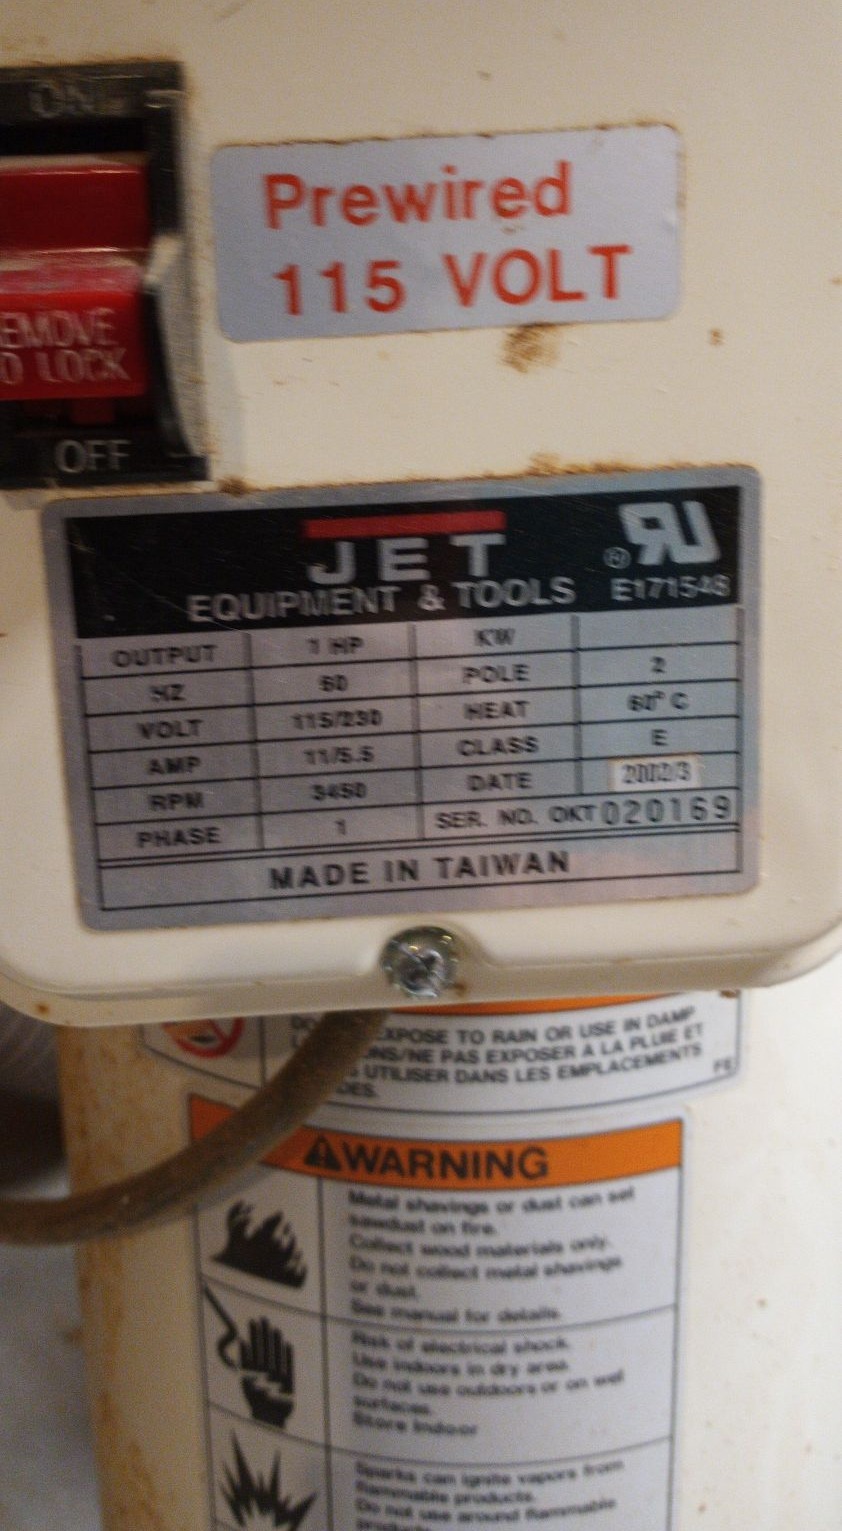 ON
Prewired
115 VOLT
EMOVE
O LOCK
OFF
JET
EQUIPMENT & TOOLS
E171548
OUTPUT 1 HP KW
HZ 60 POLE 2
VOLT 115/230 HEAT 60° C
AMP 11/5.5 CLASS E
RPM 3450 DATE 2002/3
PHASE 1 SER. NO. OKT 020169
MADE IN TAIWAN
EXPOSE TO RAIN OR USE IN DAMP
ONS/NE PAS EXPOSER À LA PLUIE ET
UTILISER DANS LES EMPLACEMENTS
DES.
WARNING
Metal shavings or dust can set
sawdust on fire.
Collect wood materials only.
Do not collect metal shavings
or dust.
See manual for details.
Risk of electrical shock.
Use indoors in dry area.
Do not use outdoors or on wet
surfaces.
Store Indoor
Sparks can ignite vapors from
flammable products.
Do not use around flammable
products.